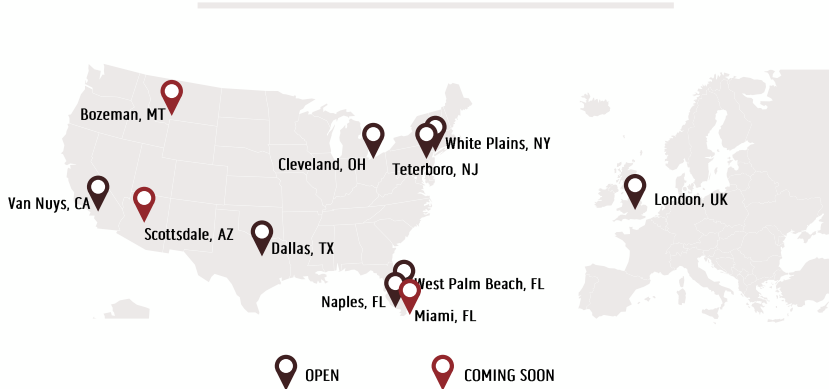 Bozeman, MT
White Plains, NY
Cleveland, OH
Teterboro, NJ
Van Nuys, CA
London, UK
Scottsdale, AZ
Dallas, TX
West Palm Beach, FL
Naples, FL
Miami, FL
OPEN
COMING SOON